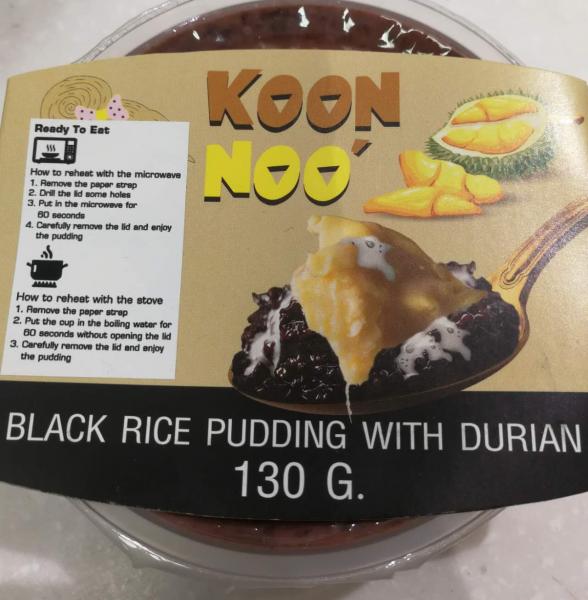 KOON
NOO'
Ready To Eat
How to reheat with the microwave
1. Remove the paper strap
2. Drill the lid some holes
3. Put in the microwave for
60 seconds
4. Carefully remove the lid and enjoy
the pudding
How to reheat with the stove
1. Remove the paper strap
2. Put the cup in the boiling water for
60 seconds without opening the lid
3. Carefully remove the lid and enjoy
the pudding
BLACK RICE PUDDING WITH DURIAN
130 G.